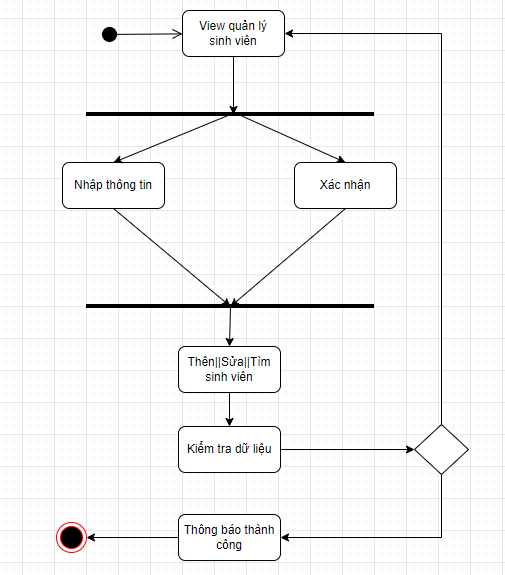 View quản lý
sinh viên
Nhập thông tin
Xác nhận
Thên||Sửa||Tìm
sinh viên
Kiểm tra dữ liệu
Thông báo thành
công